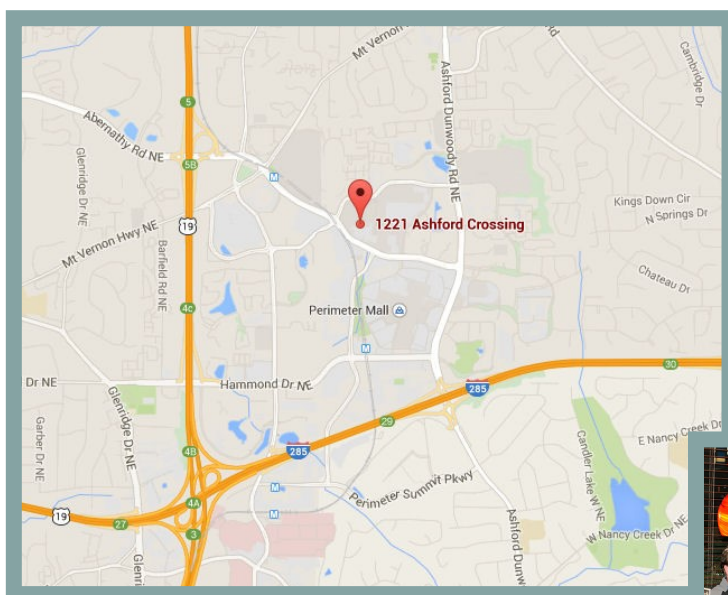 Mt Vernon
Rd
Cambridge Dr
5
Abernathy Rd NE
Ashford Dunwoody Rd NE
Glenridge Dr NE
5B
M
19
1221 Ashford Crossing
Kings Down Cir
N Springs Dr
Mt Vernon Hwy NE
Barfield Rd NE
Chateau Dr
4c
Perimeter Mall
M
30
Dr NE
Hammond Dr NE
285
Glenridge Dr NE
Garber Dr NE
29
4B
285
E Nancy Creek Dr
Candler Lake W NE
Perimeter Summit Pkwy
M
4A
19
27
M
3
Ashford Dunw
W Nancy Creek Dr NE
Glenri